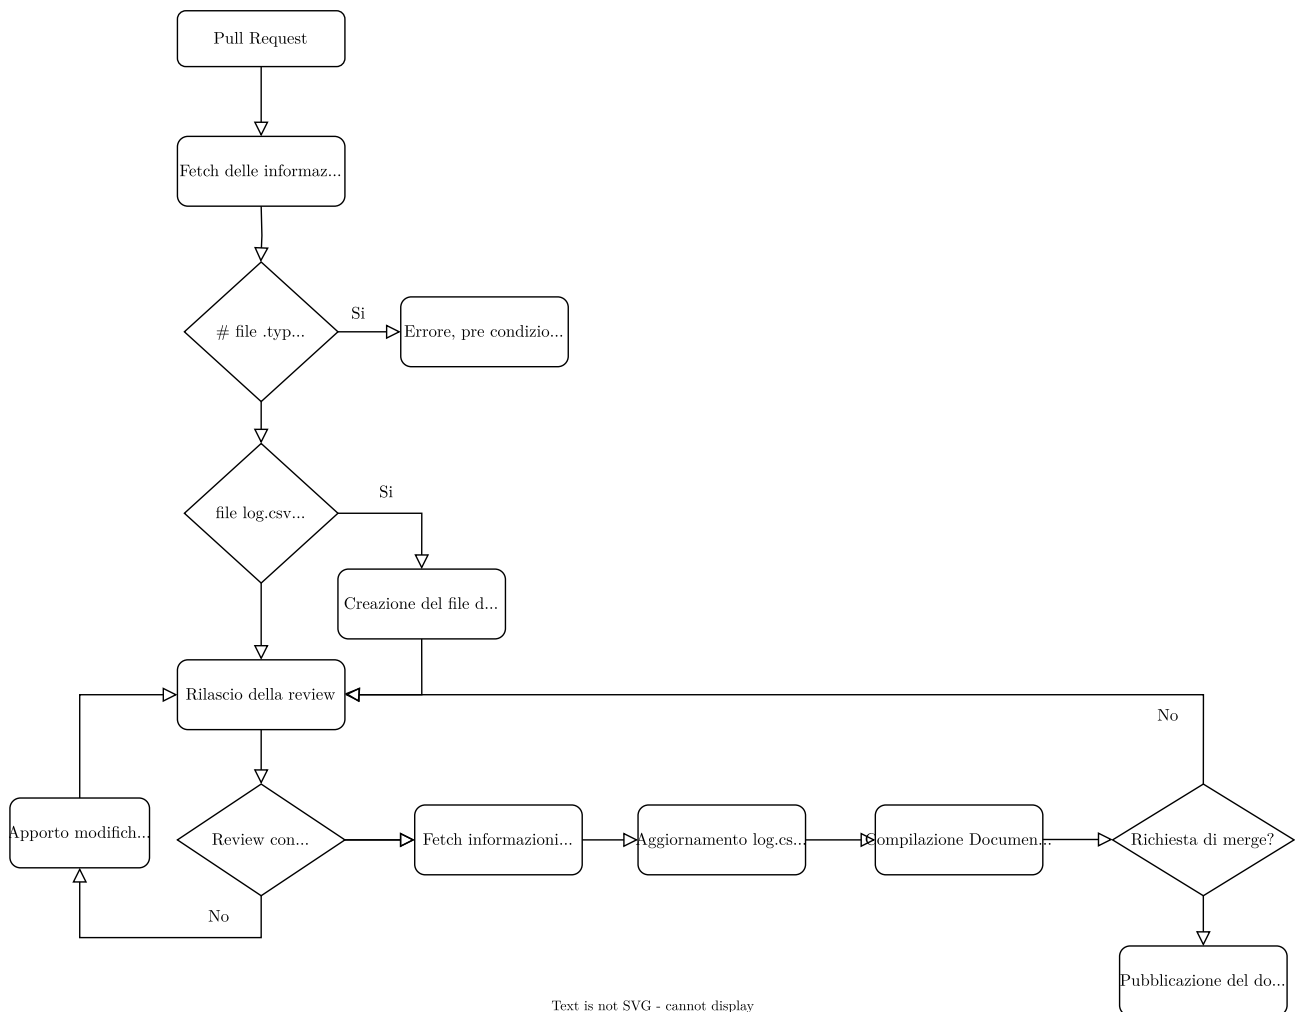 Pull Request
Fetch delle informaz...
# file .typ...
Si
Errore, pre condizio...
file log.csv...
Si
Creazione del file d...
Rilascio della review
No
Apporto modifich...
Review con...
Fetch informazioni...
Aggiornamento log.cs...
Compilazione Documen...
Richiesta di merge?
No
Pubblicazione del do...
Text is not SVG - cannot display